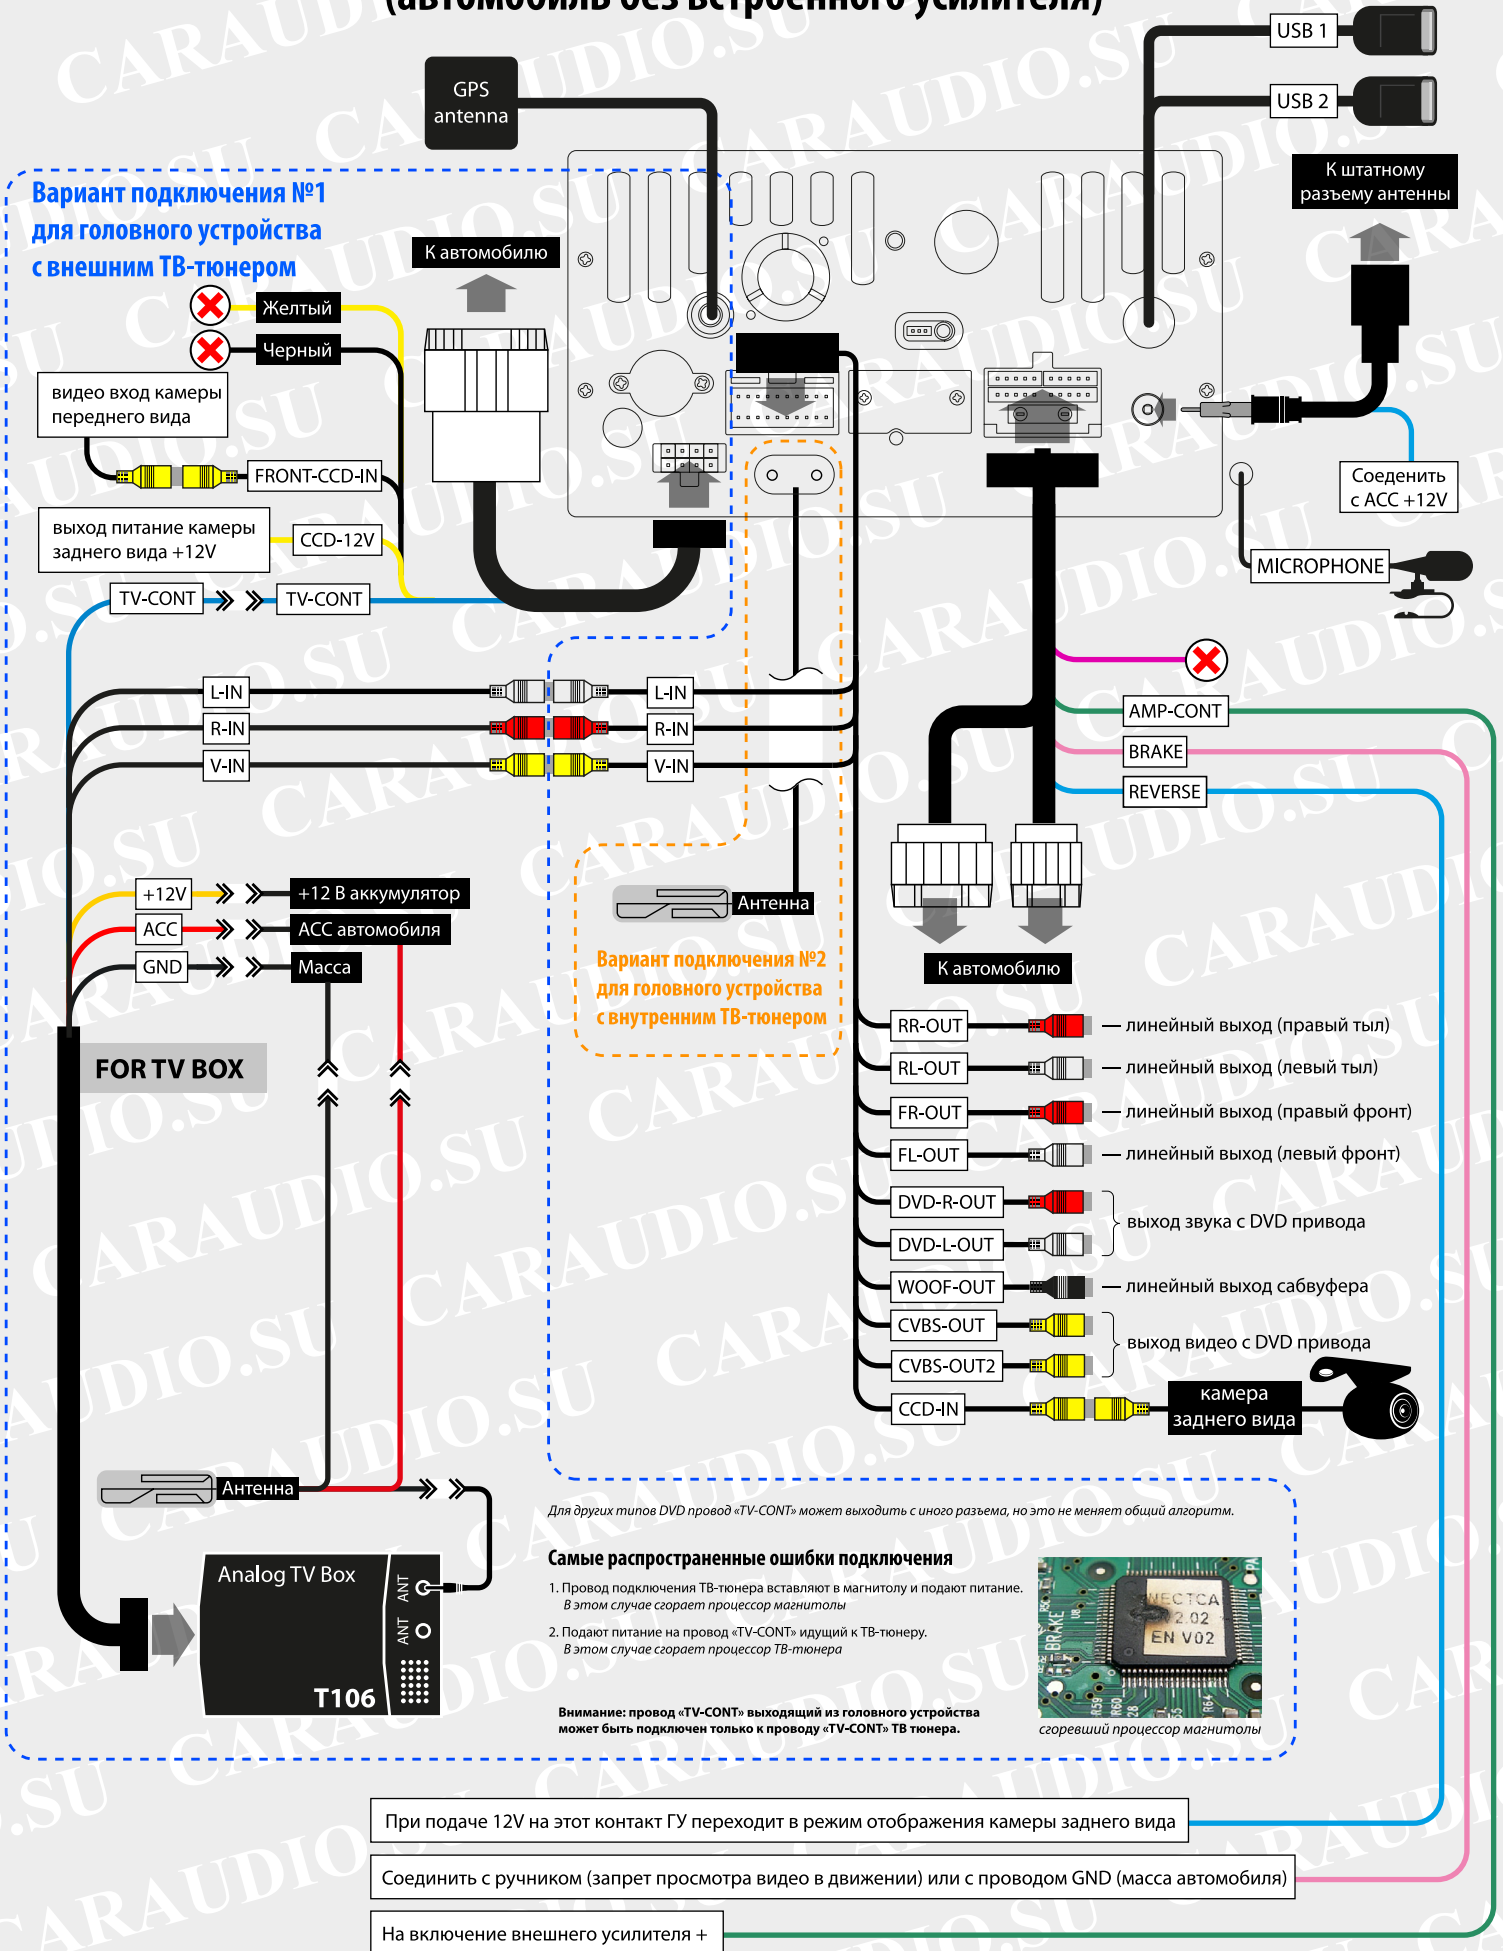 (автомобиль без встроенного усилителя)
USB 1
USB 2
GPS
antenna
К штатному
разъему антенны
Вариант подключения №1
для головного устройства
с внешним ТВ-тюнером
К автомобилю
Желтый
Черный
видео вход камеры
переднего вида
FRONT-CCD-IN
выход питание камеры
заднего вида +12V
CCD-12V
TV-CONT
TV-CONT
Соеденить
с ACC +12V
MICROPHONE
L-IN
L-IN
R-IN
R-IN
V-IN
V-IN
AMP-CONT
BRAKE
REVERSE
+12V
+12 В аккумулятор
ACC
ACC автомобиля
GND
Масса
Антенна
Вариант подключения №2
для головного устройства
с внутренним ТВ-тюнером
К автомобилю
FOR TV BOX
RR-OUT
— линейный выход (правый тыл)
RL-OUT
— линейный выход (левый тыл)
FR-OUT
— линейный выход (правый фронт)
FL-OUT
— линейный выход (левый фронт)
DVD-R-OUT
выход звука с DVD привода
DVD-L-OUT
WOOF-OUT
— линейный выход сабвуфера
CVBS-OUT
выход видео с DVD привода
CVBS-OUT2
CCD-IN
камера
заднего вида
Антенна
Analog TV Box
ANT
ANT
T106
Для других типов DVD провод «TV-CONT» может выходить с иного разъема, но это не меняет общий алгоритм.
Самые распространенные ошибки подключения
1. Провод подключения ТВ-тюнера вставляют в магнитолу и подают питание.
В этом случае сгорает процессор магнитолы
2. Подают питание на провод «TV-CONT» идущий к ТВ-тюнеру.
В этом случае сгорает процессор ТВ-тюнера
Внимание: провод «TV-CONT» выходящий из головного устройства
может быть подключен только к проводу «TV-CONT» ТВ тюнера.
BRAKE
EN V02
R59
R60
R64
сгоревший процессор магнитолы
При подаче 12V на этот контакт ГУ переходит в режим отображения камеры заднего вида
Соединить с ручником (запрет просмотра видео в движении) или с проводом GND (масса автомобиля)
На включение внешнего усилителя +
CARAUDIO.SU